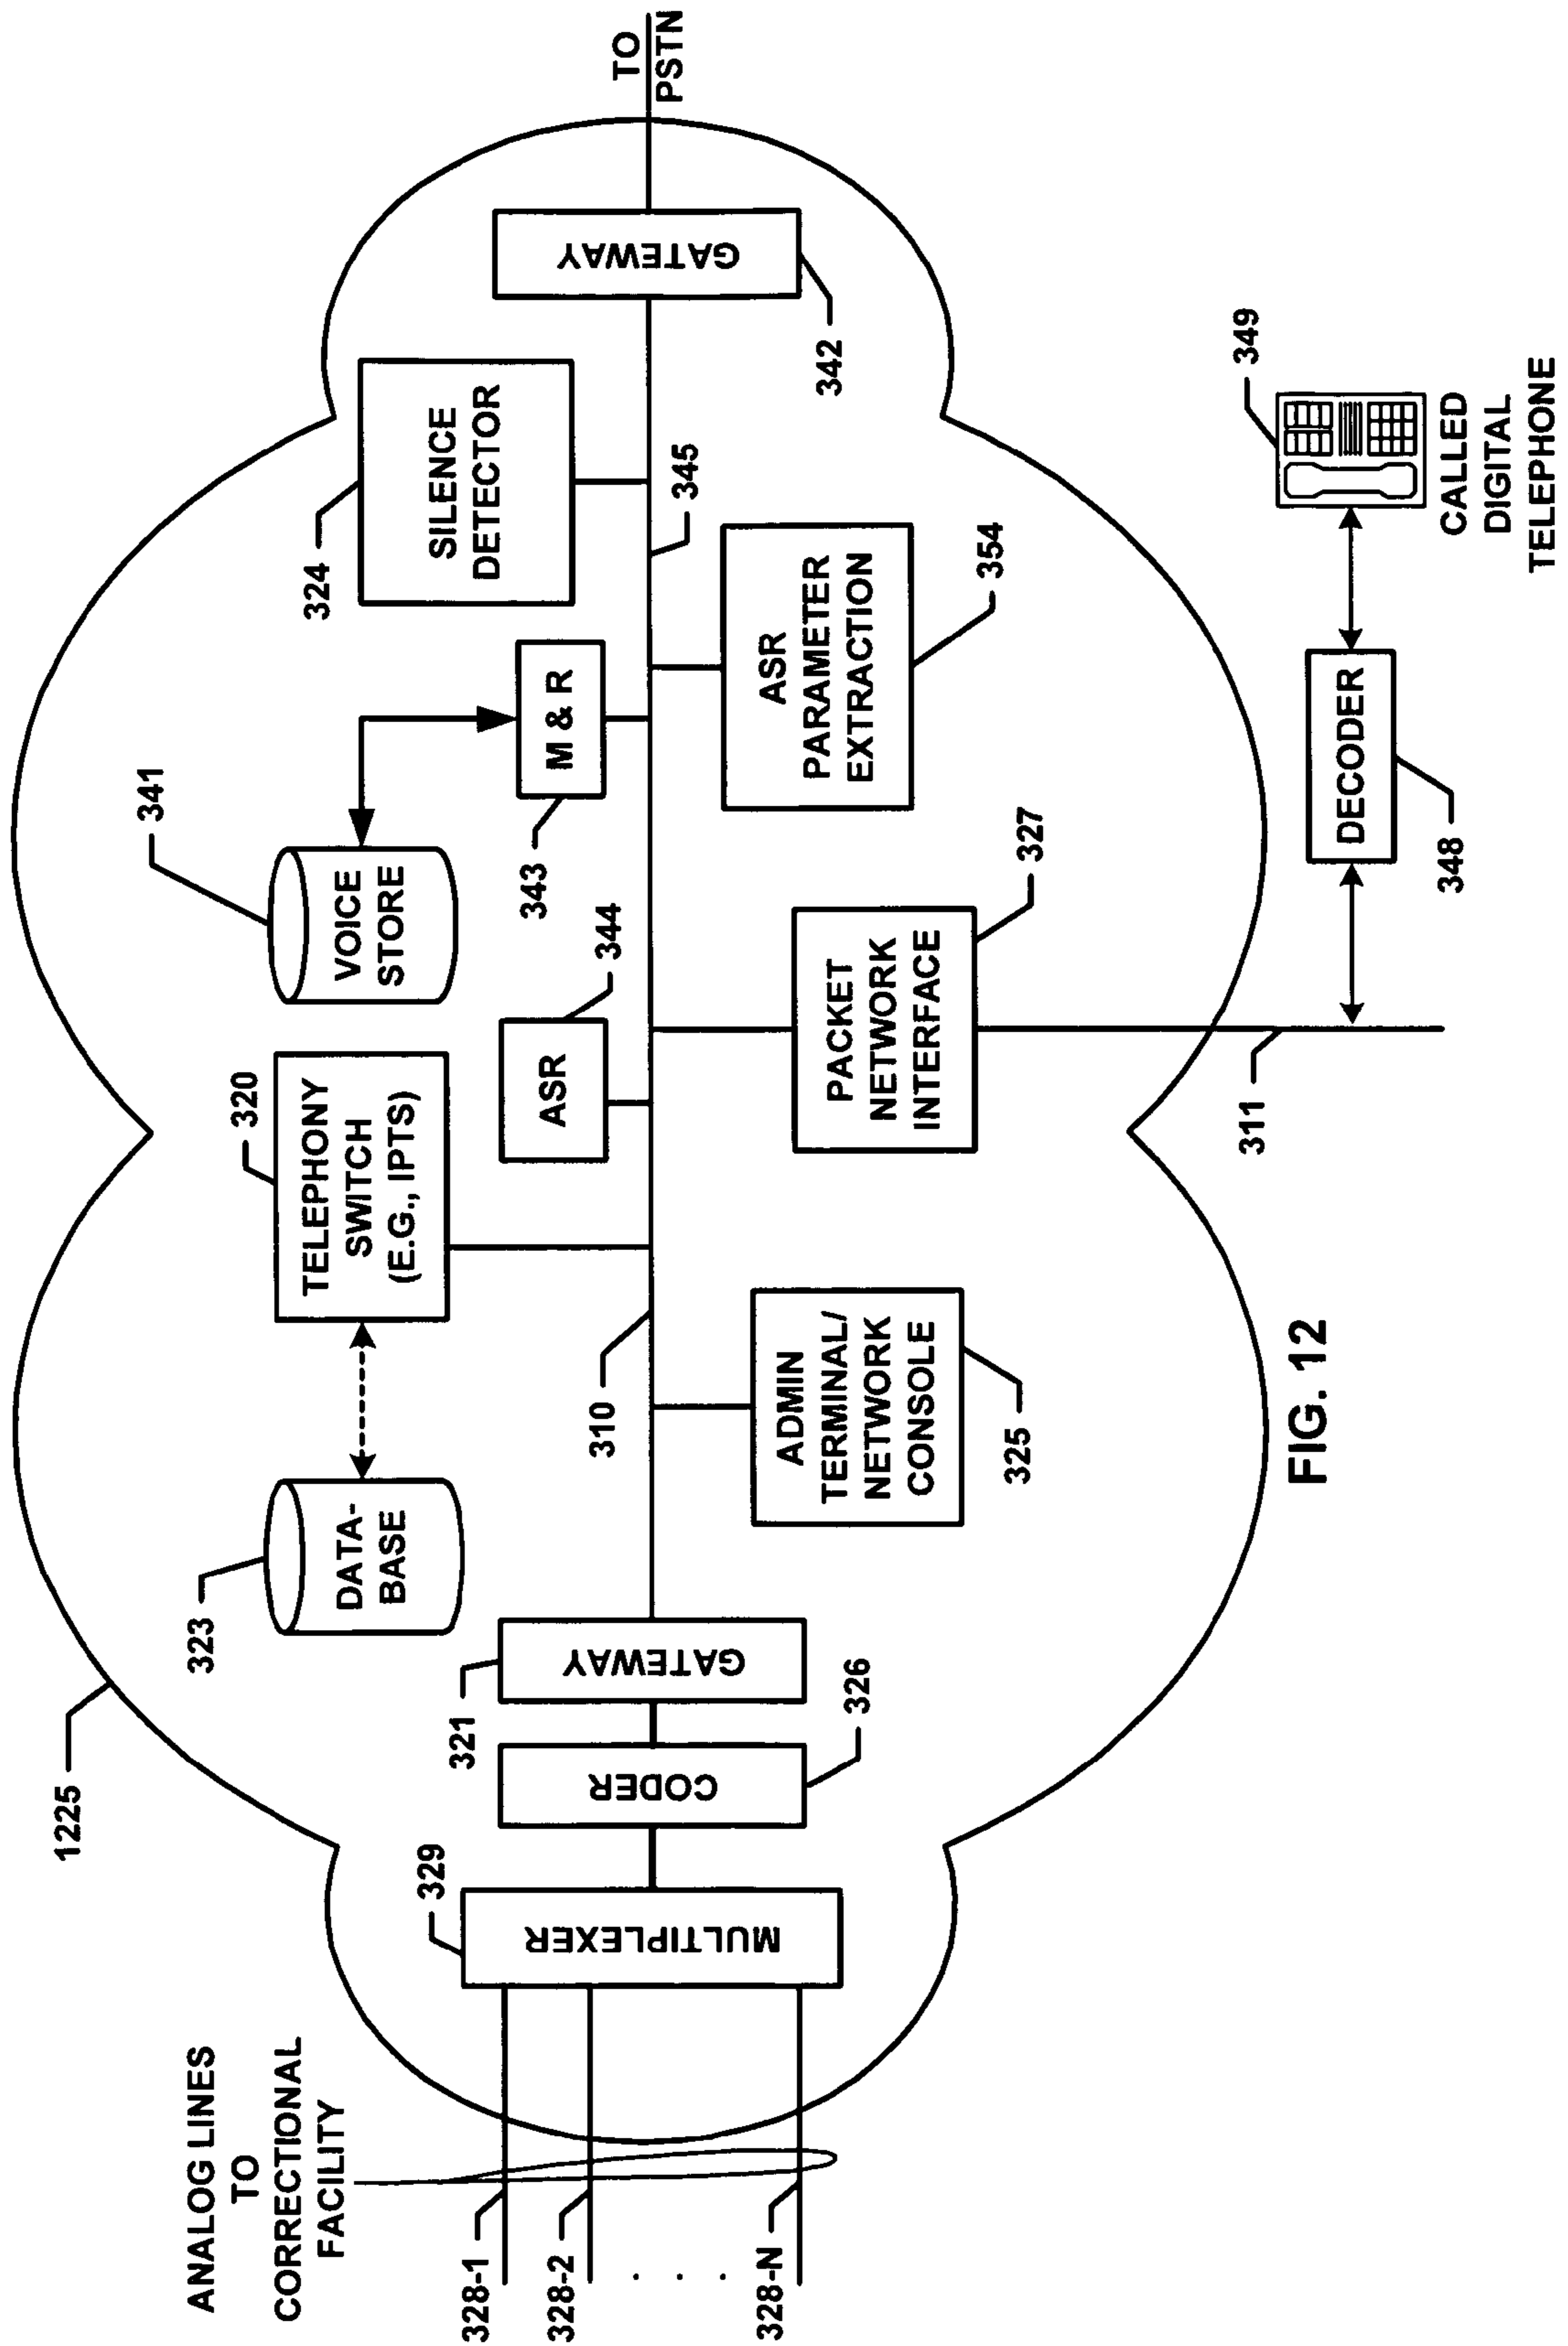 1225
ANALOG LINES
TO
CORRECTIONAL
FACILITY
328-1
328-2
. . .
328-N
329
MULTIPLEXER
CODER
326
321
GATEWAY
323
DATA-
BASE
320
TELEPHONY
SWITCH
(E.G., IPTS)
310
ADMIN
TERMINAL/
NETWORK
CONSOLE
325
344
ASR
341
VOICE
STORE
343
M & R
PACKET
NETWORK
INTERFACE
327
311
324
SILENCE
DETECTOR
345
ASR
PARAMETER
EXTRACTION
354
GATEWAY
342
TO
PSTN
DECODER
348
349
CALLED
DIGITAL
TELEPHONE
FIG. 12